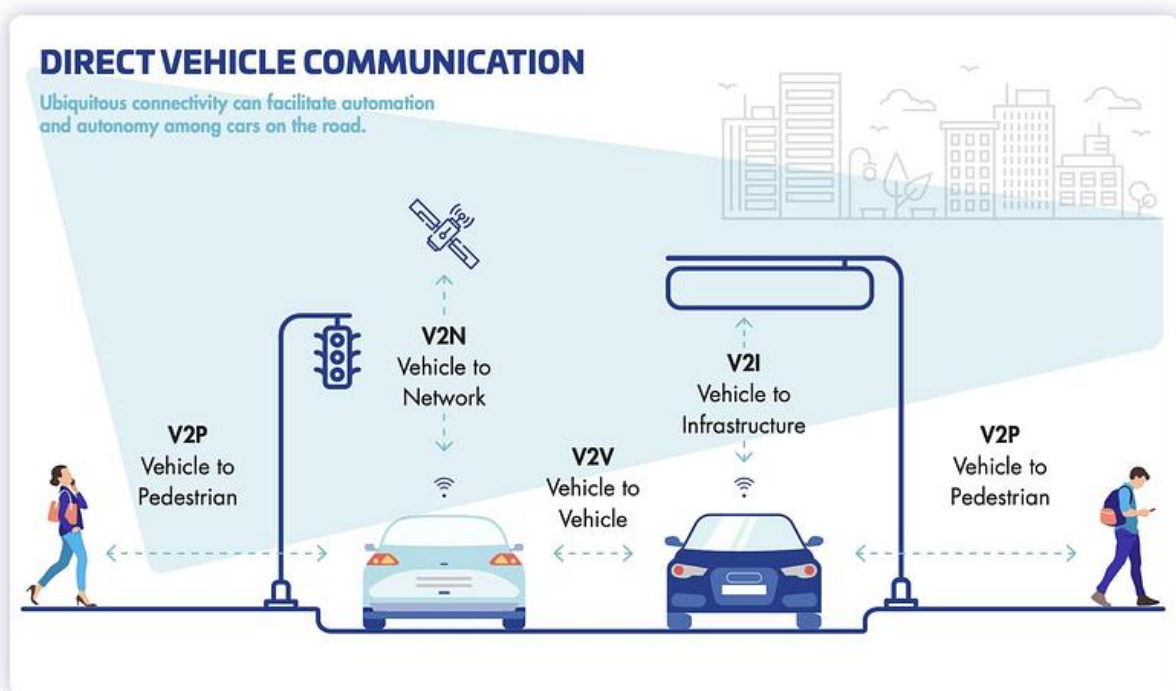 DIRECT VEHICLE COMMUNICATION
Ubiquitous connectivity can facilitate automation
and autonomy among cars on the road.
V2P
Vehicle to
Pedestrian
V2N
Vehicle to
Network
V2V
Vehicle to
Vehicle
V2I
Vehicle to
Infrastructure
V2P
Vehicle to
Pedestrian